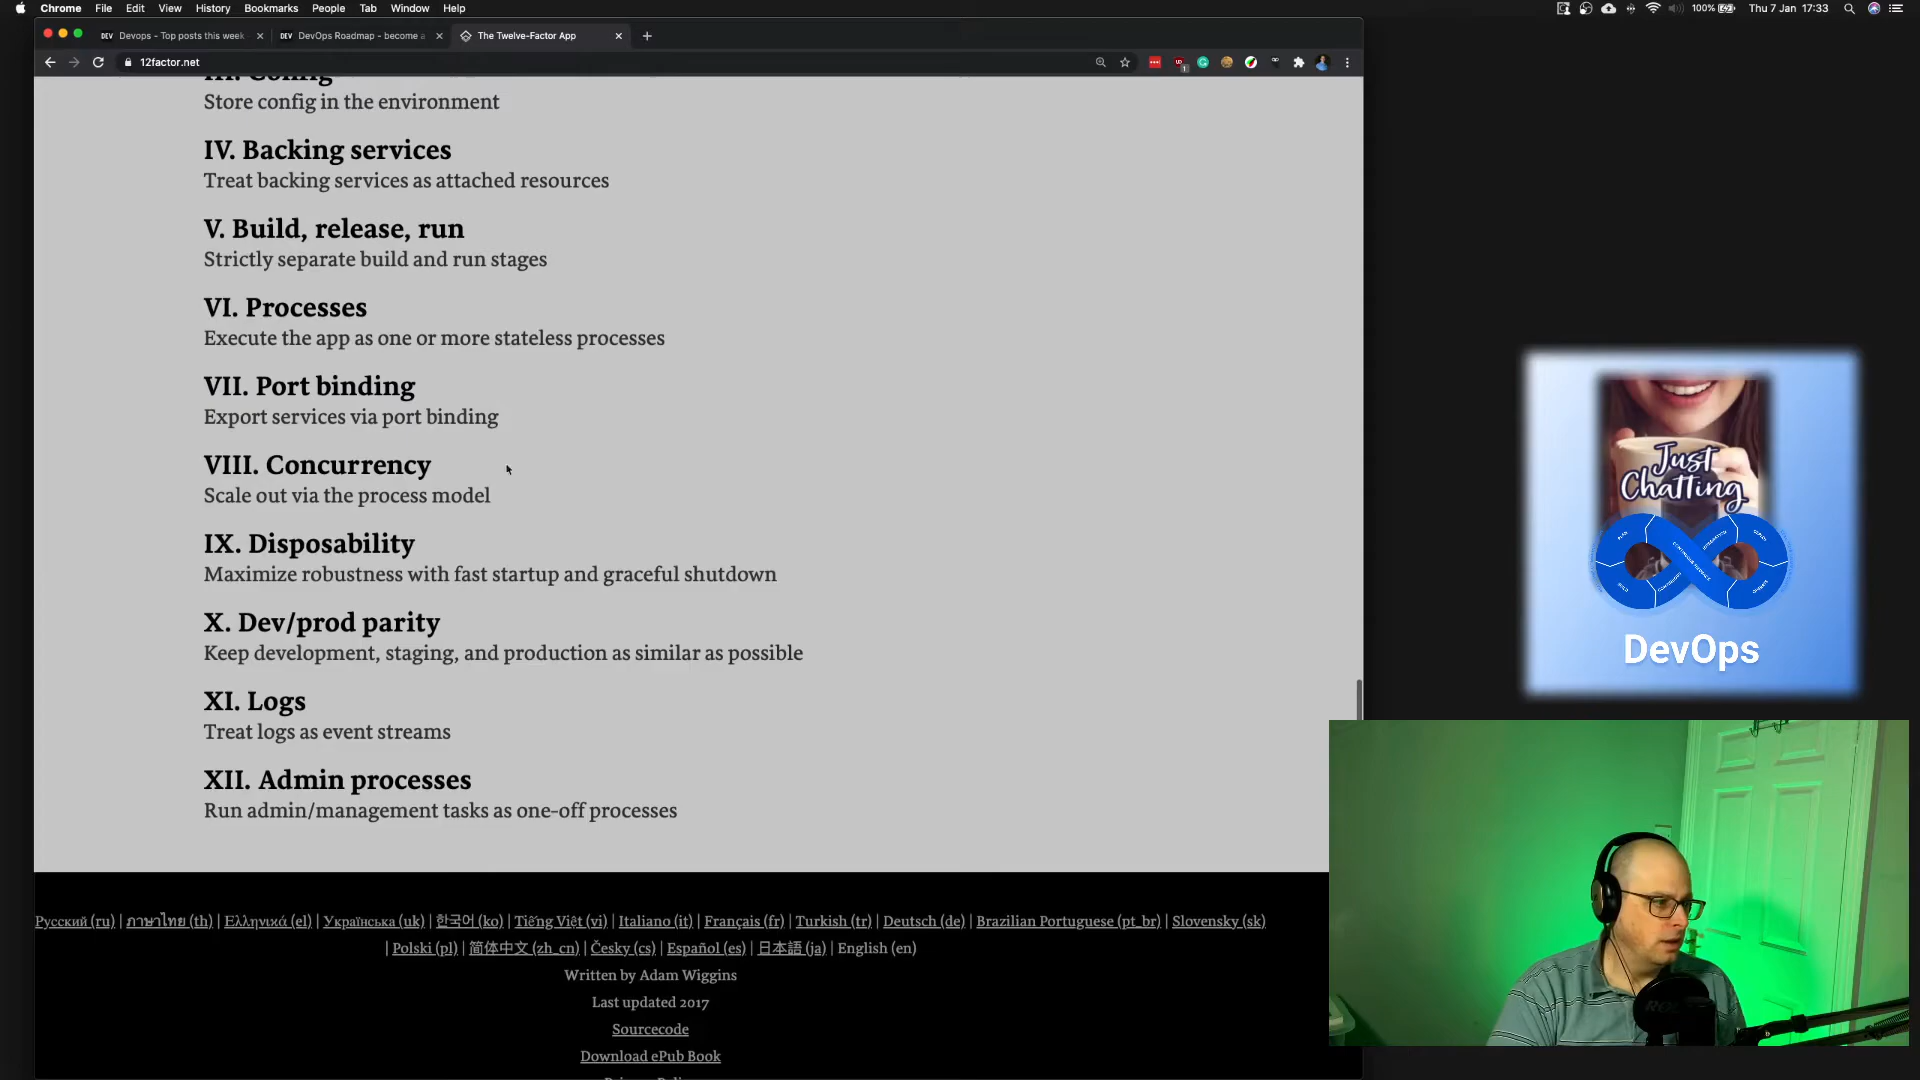 Chrome File Edit View History Bookmarks People Tab Window Help
100% Thu 7 Jan 17:33
DEV Devops - Top posts this week
DEV DevOps Roadmap - become a
The Twelve-Factor App
12factor.net
III. Config
Store config in the environment
IV. Backing services
Treat backing services as attached resources
V. Build, release, run
Strictly separate build and run stages
VI. Processes
Execute the app as one or more stateless processes
VII. Port binding
Export services via port binding
VIII. Concurrency
Scale out via the process model
IX. Disposability
Maximize robustness with fast startup and graceful shutdown
X. Dev/prod parity
Keep development, staging, and production as similar as possible
XI. Logs
Treat logs as event streams
XII. Admin processes
Run admin/management tasks as one-off processes
Русский (ru) | ภาษาไทย (th) | Ελληνικά (el) | Українська (uk) | 한국어 (ko) | Tiếng Việt (vi) | Italiano (it) | Français (fr) | Turkish (tr) | Deutsch (de) | Brazilian Portuguese (pt_br) | Slovensky (sk)
| Polski (pl) | 简体中文 (zh_cn) | Česky (cs) | Español (es) | 日本語 (ja) | English (en)
Written by Adam Wiggins
Last updated 2017
Sourcecode
Download ePub Book
Just
Chatting
DevOps